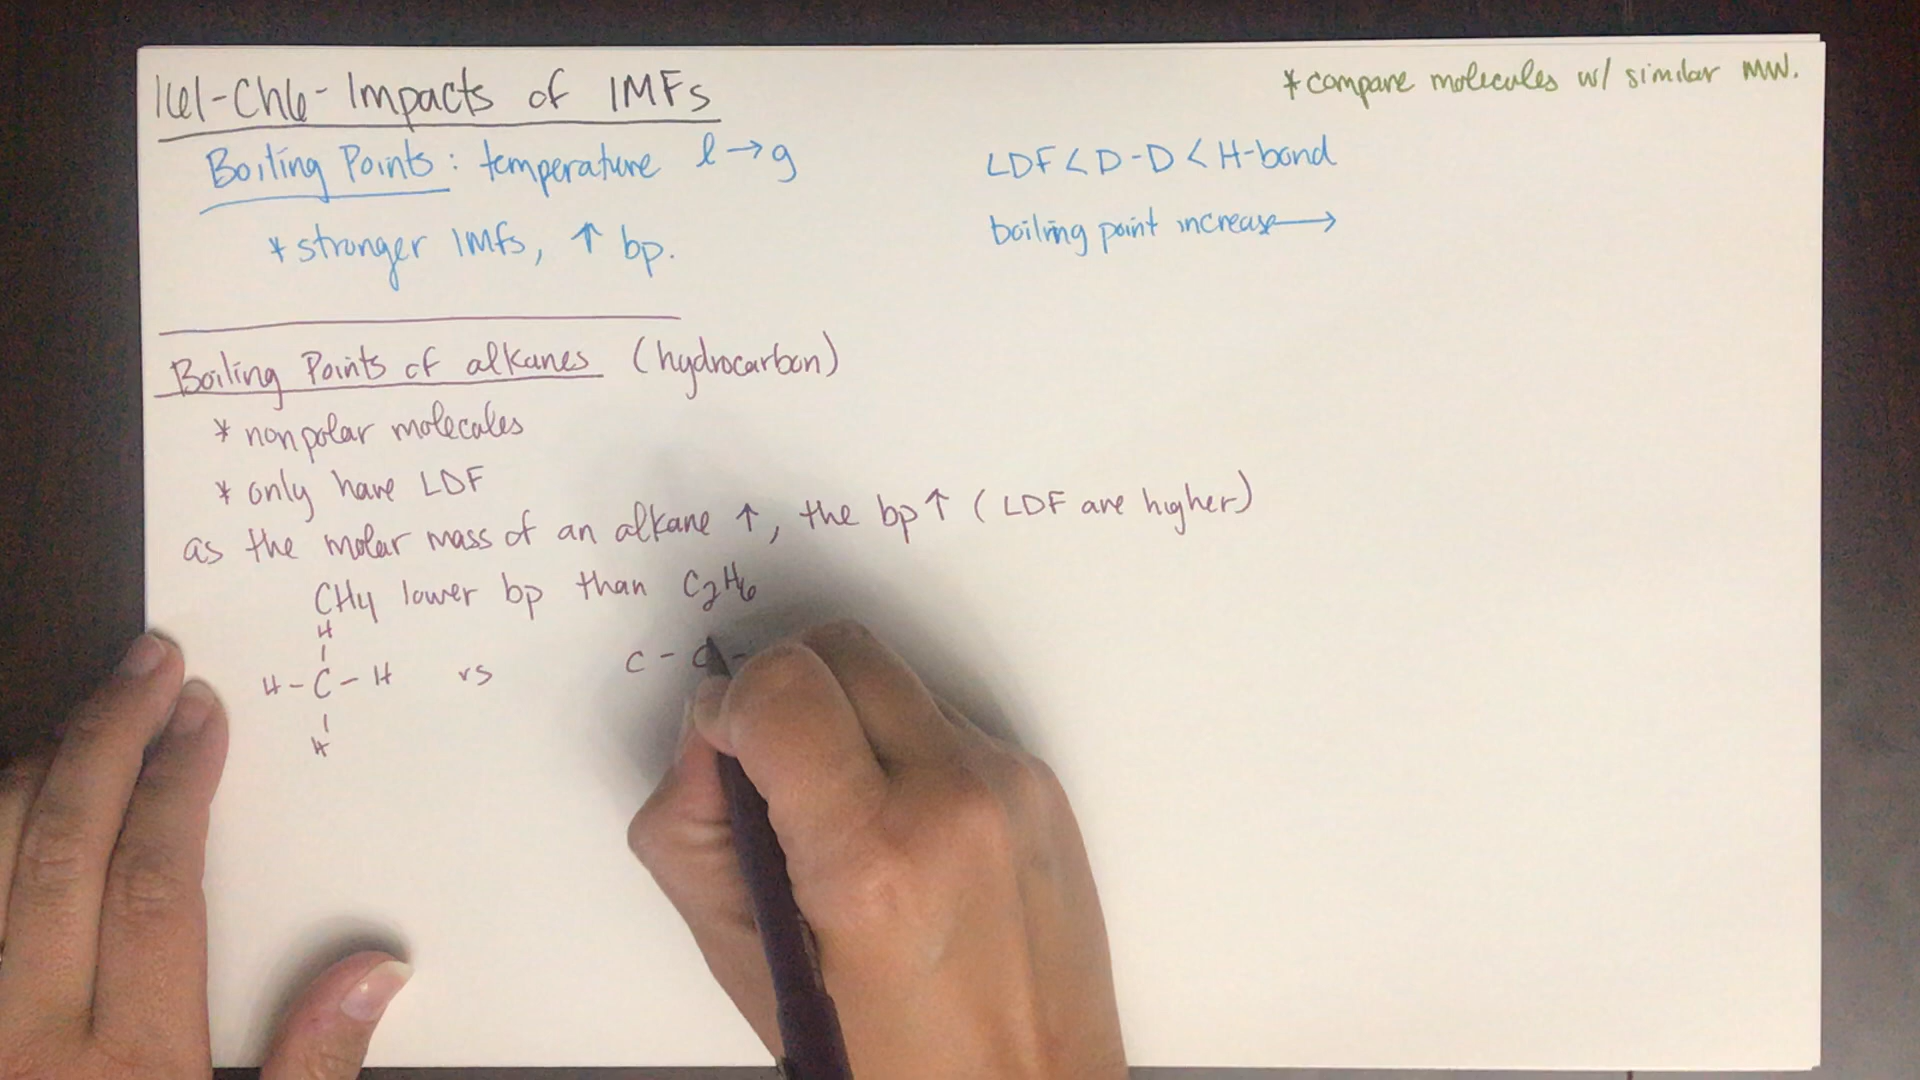 161-Ch6- Impacts of IMFs
* compare molecules w/ similar MW.
Boiling Points: temperature l → g
LDF < D-D < H-bond
* stronger IMFs, ↑ bp.
boiling point increase →
Boiling Points of alkanes (hydrocarbon)
* nonpolar molecules
* only have LDF
as the molar mass of an alkane ↑, the bp ↑ (LDF are higher)
CH4 lower bp than C2H6
H
H-C-H vs C-C-
H